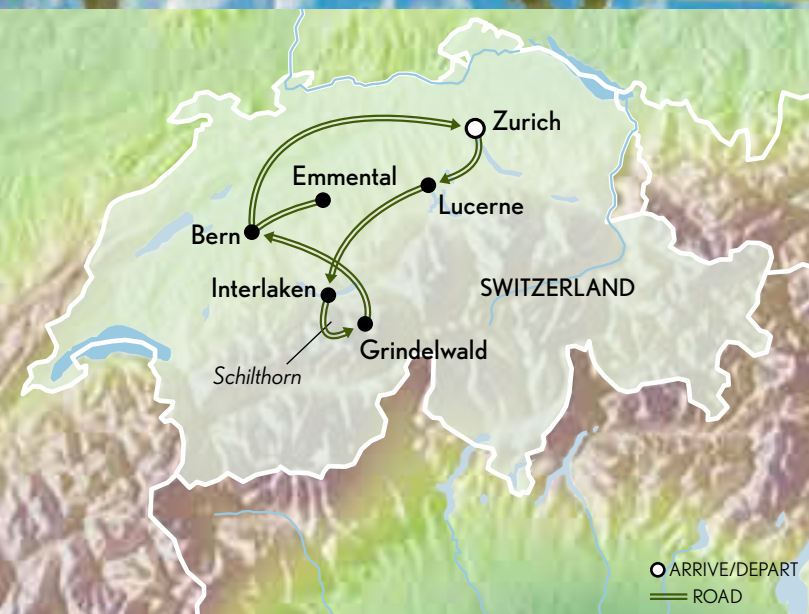 Zurich
Emmental
Lucerne
Bern
Interlaken
SWITZERLAND
Grindelwald
Schilthorn
ARRIVE/DEPART
ROAD